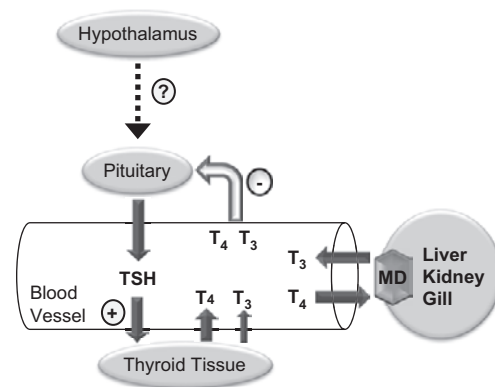 Hypothalamus
?
Pituitary
-
T4 T3
TSH
T3
MD
Liver
Kidney
Gill
Blood
Vessel
+
T4
T3
T4
Thyroid Tissue